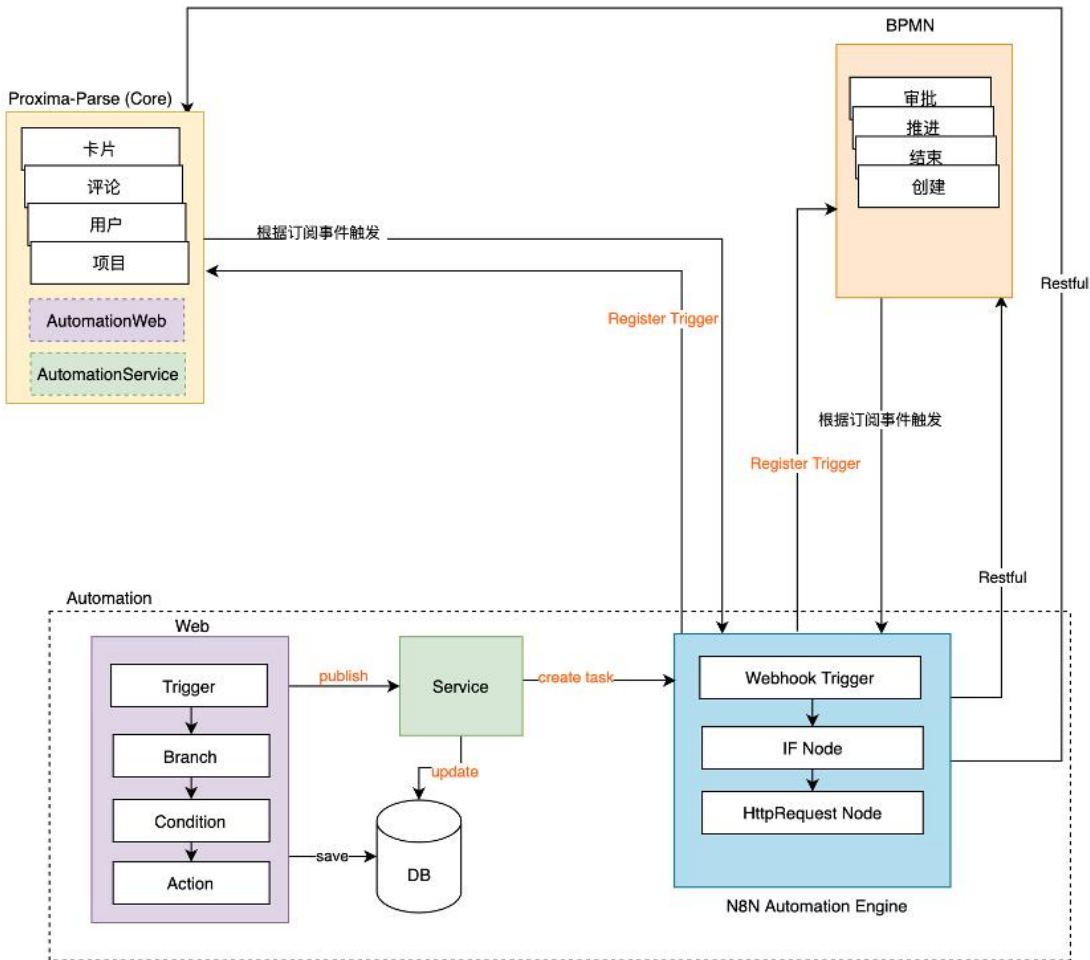 BPMN
Proxima-Parse (Core)
卡片
评论
用户
项目
AutomationWeb
AutomationService
审批
推进
结束
创建
根据订阅事件触发
Register Trigger
Restful
根据订阅事件触发
Register Trigger
Restful
Automation
Web
Trigger
Branch
Condition
Action
publish
Service
create task
update
save
DB
Webhook Trigger
IF Node
HttpRequest Node
N8N Automation Engine